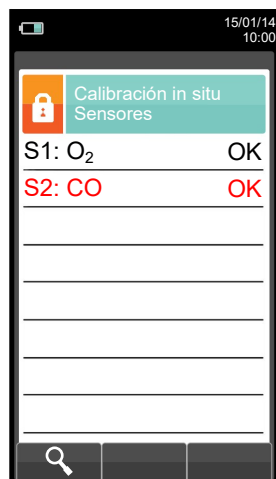 15/01/14
10:00
Calibración in situ
Sensores
S1: O₂ OK
S2: CO OK